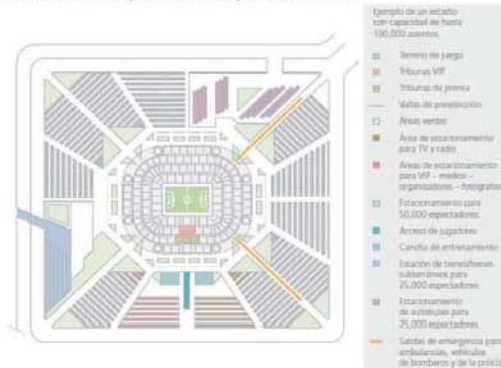 Ejemplo de un estadio
con capacidad de hasta
100,000 asientos
Terreno de juego
Tribunas VIP
Tribunas de prensa
Vallas de preselección
Áreas verdes
Área de estacionamiento
para TV y radio
Áreas de estacionamiento
para VIP – medios –
organizadores – fotógrafos
Estacionamiento para
50,000 espectadores
Acceso de jugadores
Cancha de entrenamiento
Estación de trenes/trenes
subterráneos para
25,000 espectadores
Estacionamiento
de autobuses para
25,000 espectadores
Salidas de emergencia para
ambulancias, vehículos
de bomberos y de la policía